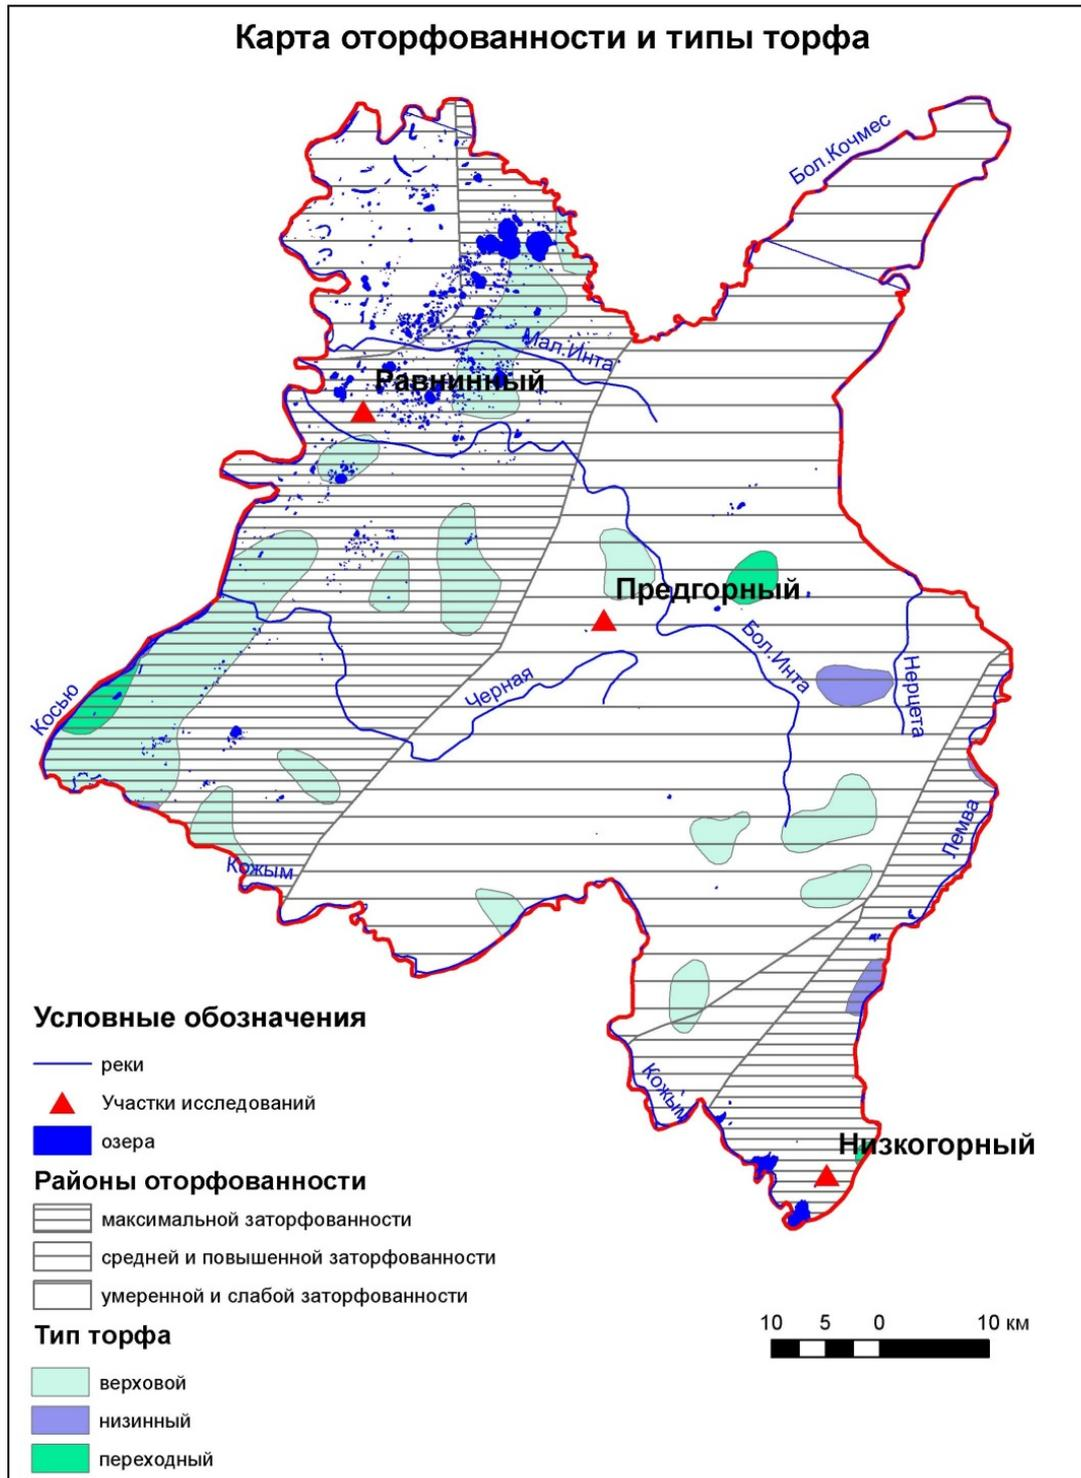 Карта оторфованности и типы торфа
Бол.Кочмес
Мал.Инта
Равнинный
Предгорный
Бол.Инта
Нерцета
Черная
Косью
Лемва
Кожым
Кожым
Низкогорный
Условные обозначения
реки
Участки исследований
озера
Районы оторфованности
максимальной заторфованности
средней и повышенной заторфованности
умеренной и слабой заторфованности
Тип торфа
верховой
низинный
переходный
10 5 0 10 км